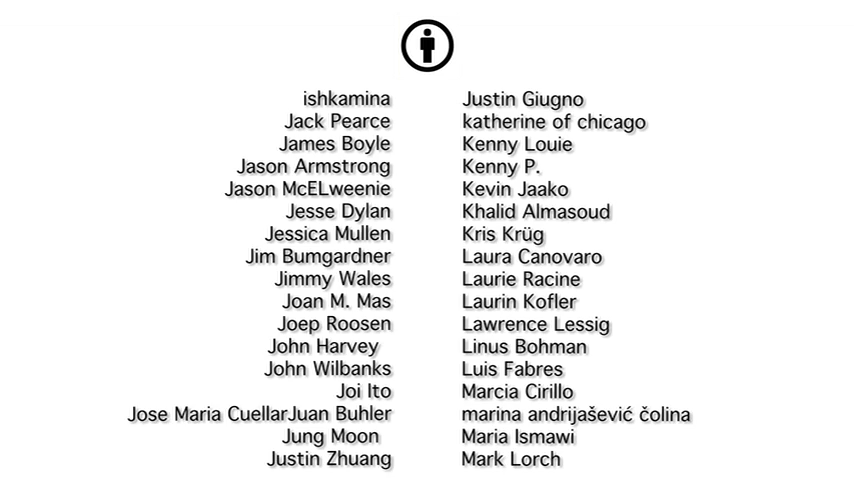 ishkamina
Jack Pearce
James Boyle
Jason Armstrong
Jason McELweenie
Jesse Dylan
Jessica Mullen
Jim Bumgardner
Jimmy Wales
Joan M. Mas
Joep Roosen
John Harvey
John Wilbanks
Joi Ito
Jose Maria CuellarJuan Buhler
Jung Moon
Justin Zhuang
Justin Giugno
katherine of chicago
Kenny Louie
Kenny P.
Kevin Jaako
Khalid Almasoud
Kris Krüg
Laura Canovaro
Laurie Racine
Laurin Kofler
Lawrence Lessig
Linus Bohman
Luis Fabres
Marcia Cirillo
marina andrijašević čolina
Maria Ismawi
Mark Lorch